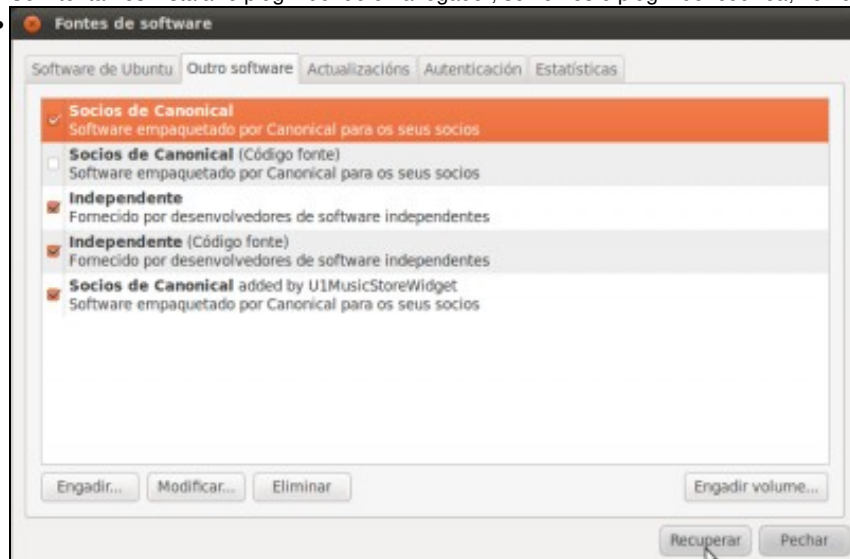 Fontes de software
Software de Ubuntu Outro software Actualizacións Autenticación Estatísticas
Socios de Canonical
Software empaquetado por Canonical para os seus socios
Socios de Canonical (Código fonte)
Software empaquetado por Canonical para os seus socios
Independente
Fornecido por desenvolvedores de software independentes
Independente (Código fonte)
Fornecido por desenvolvedores de software independentes
Socios de Canonical added by U1MusicStoreWidget
Software empaquetado por Canonical para os seus socios
Engadir... Modificar... Eliminar Engadir volume...
Recuperar Pechar